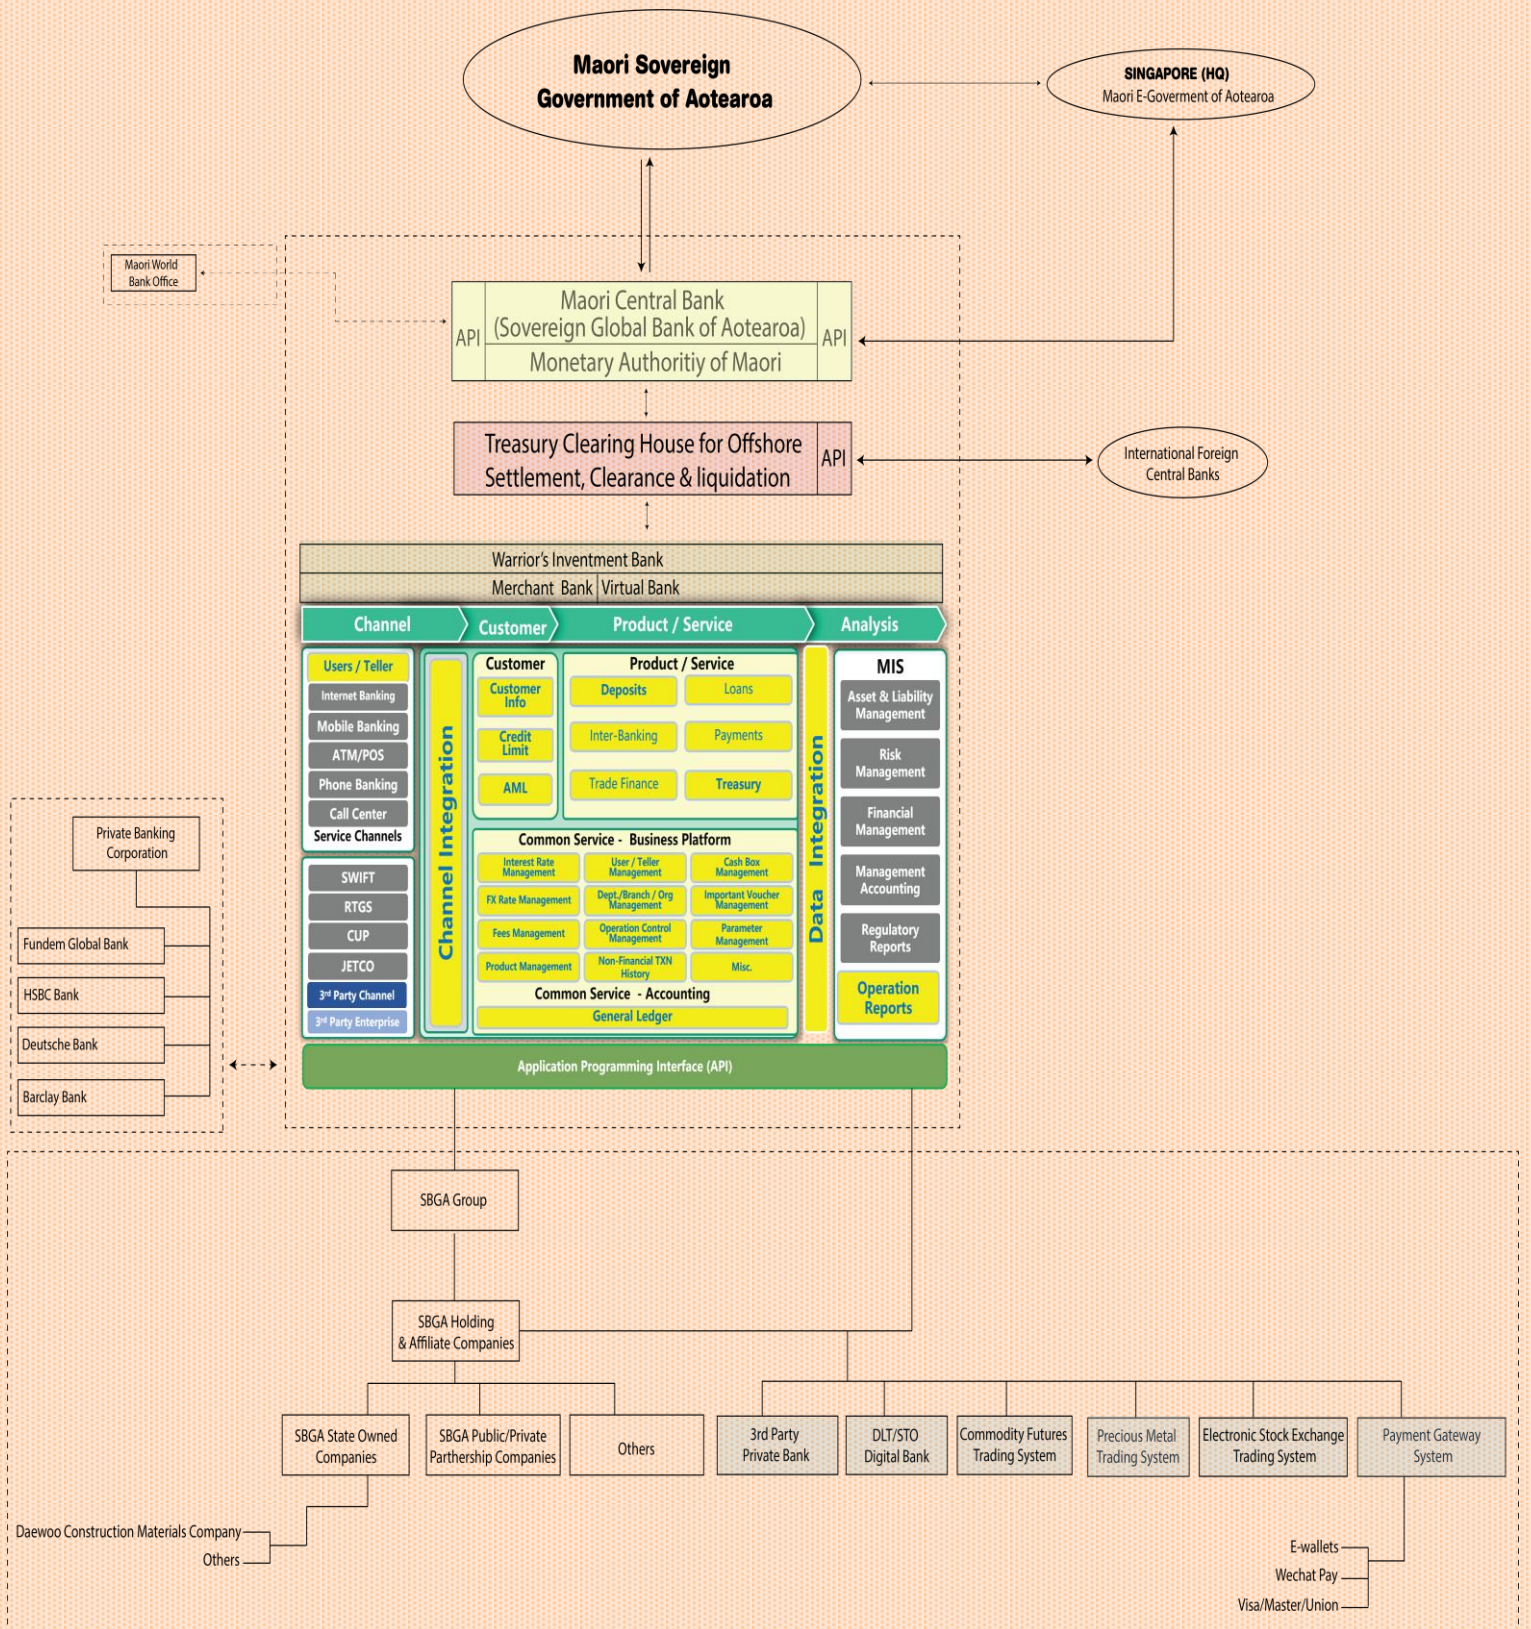 Maori Sovereign
Government of Aotearoa
SINGAPORE (HQ)
Maori E-Goverment of Aotearoa
Maori World
Bank Office
API
Maori Central Bank
(Sovereign Global Bank of Aotearoa)
Monetary Authoritiy of Maori
API
Treasury Clearing House for Offshore
Settlement, Clearance & liquidation
API
International Foreign
Central Banks
Warrior's Inventment Bank
Merchant Bank
Virtual Bank
Channel
Customer
Product / Service
Analysis
Users / Teller
Internet Banking
Mobile Banking
ATM/POS
Phone Banking
Call Center
Service Channels
SWIFT
RTGS
CUP
JETCO
3rd Party Channel
3rd Party Enterprise
Channel Integration
Customer
Customer
Info
Credit
Limit
AML
Product / Service
Deposits
Loans
Inter-Banking
Payments
Trade Finance
Treasury
Common Service - Business Platform
Interest Rate
Management
User / Teller
Management
Cash Box
Management
FX Rate Management
Dept./Branch / Org
Management
Important Voucher
Management
Fees Management
Operation Control
Management
Parameter
Management
Product Management
Non-Financial TXN
History
Misc.
Common Service - Accounting
General Ledger
Data Integration
MIS
Asset & Liability
Management
Risk
Management
Financial
Management
Management
Accounting
Regulatory
Reports
Operation
Reports
Application Programming Interface (API)
Private Banking
Corporation
Fundem Global Bank
HSBC Bank
Deutsche Bank
Barclay Bank
SBGA Group
SBGA Holding
& Affiliate Companies
SBGA State Owned
Companies
SBGA Public/Private
Parthership Companies
Others
3rd Party
Private Bank
DLT/STO
Digital Bank
Commodity Futures
Trading System
Precious Metal
Trading System
Electronic Stock Exchange
Trading System
Payment Gateway
System
Daewoo Construction Materials Company
Others
E-wallets
Wechat Pay
Visa/Master/Union